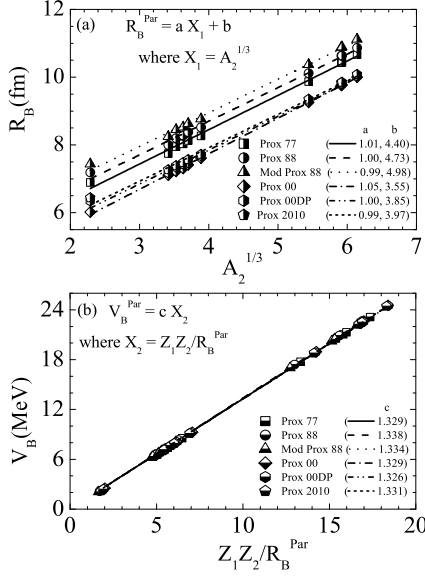 (a) R_B^Par = a X_1 + b
where X_1 = A_2^1/3
12
10
8
6
R_B(fm)
a b
Prox 77 (1.01, 4.40)
Prox 88 (1.00, 4.73)
Mod Prox 88 (0.99, 4.98)
Prox 00 (1.05, 3.55)
Prox 00DP (1.00, 3.85)
Prox 2010 (0.99, 3.97)
2 3 4 5 6 7
A_2^1/3
(b) V_B^Par = c X_2
where X_2 = Z_1Z_2/R_B^Par
24
18
12
6
0
V_B(MeV)
c
Prox 77 (1.329)
Prox 88 (1.338)
Mod Prox 88 (1.334)
Prox 00 (1.329)
Prox 00DP (1.326)
Prox 2010 (1.331)
0 5 10 15 20
Z_1Z_2/R_B^Par